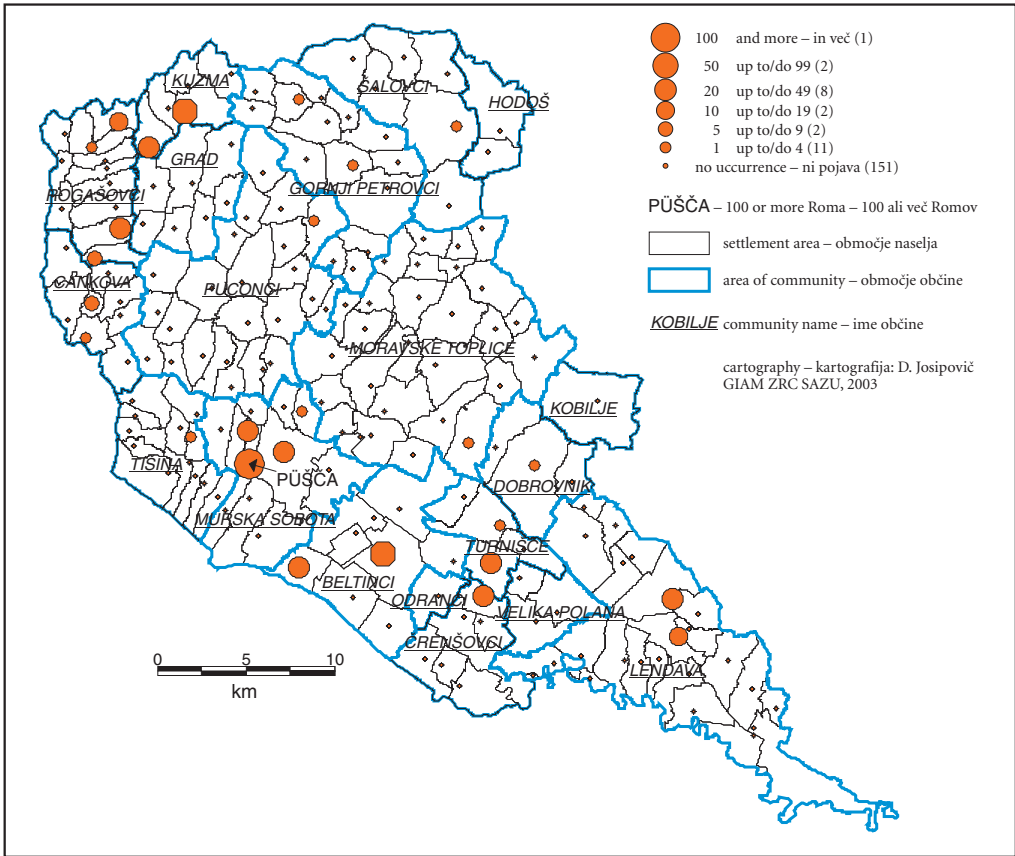 100 and more – in več (1)
50 up to/do 99 (2)
20 up to/do 49 (8)
10 up to/do 19 (2)
5 up to/do 9 (2)
1 up to/do 4 (11)
no uccurrence – ni pojava (151)
PÜŠČA – 100 or more Roma – 100 ali več Romov
settlement area – območje naselja
area of community – območje občine
KOBILJE community name – ime občine
cartography – kartografija: D. Josipovič
GIAM ZRC SAZU, 2003
KUZMA
ŠALOVCI
HODOŠ
GRAD
GORNJI PETROVCI
ROGAŠOVCI
CANKOVA
PUCONCI
MORAVSKE TOPLICE
KOBILJE
TIŠINA
PÜŠČA
DOBROVNIK
MURSKA SOBOTA
TURNIŠČE
BELTINCI
ODRANCI
VELIKA POLANA
ČRENŠOVCI
LENDAVA
0 5 10
km